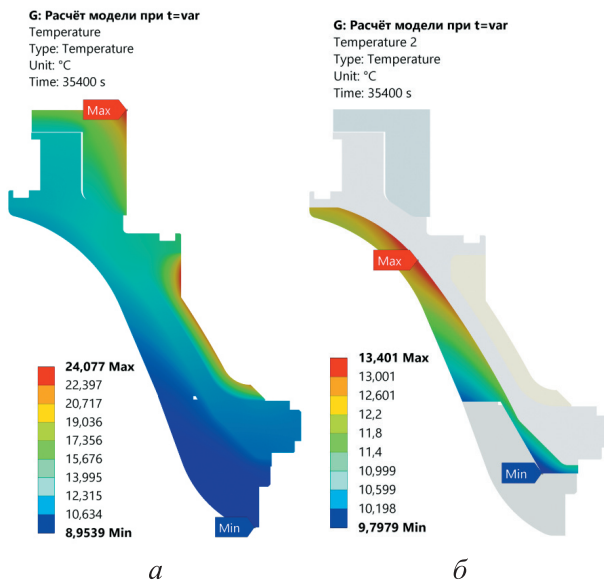 G: Расчёт модели при t=var
Temperature
Type: Temperature
Unit: °C
Time: 35400 s
Max
24,077 Max
22,397
20,717
19,036
17,356
15,676
13,995
12,315
10,634
8,9539 Min
Min
а
G: Расчёт модели при t=var
Temperature 2
Type: Temperature
Unit: °C
Time: 35400 s
Max
13,401 Max
13,001
12,601
12,2
11,8
11,4
10,999
10,599
10,198
9,7979 Min
Min
б